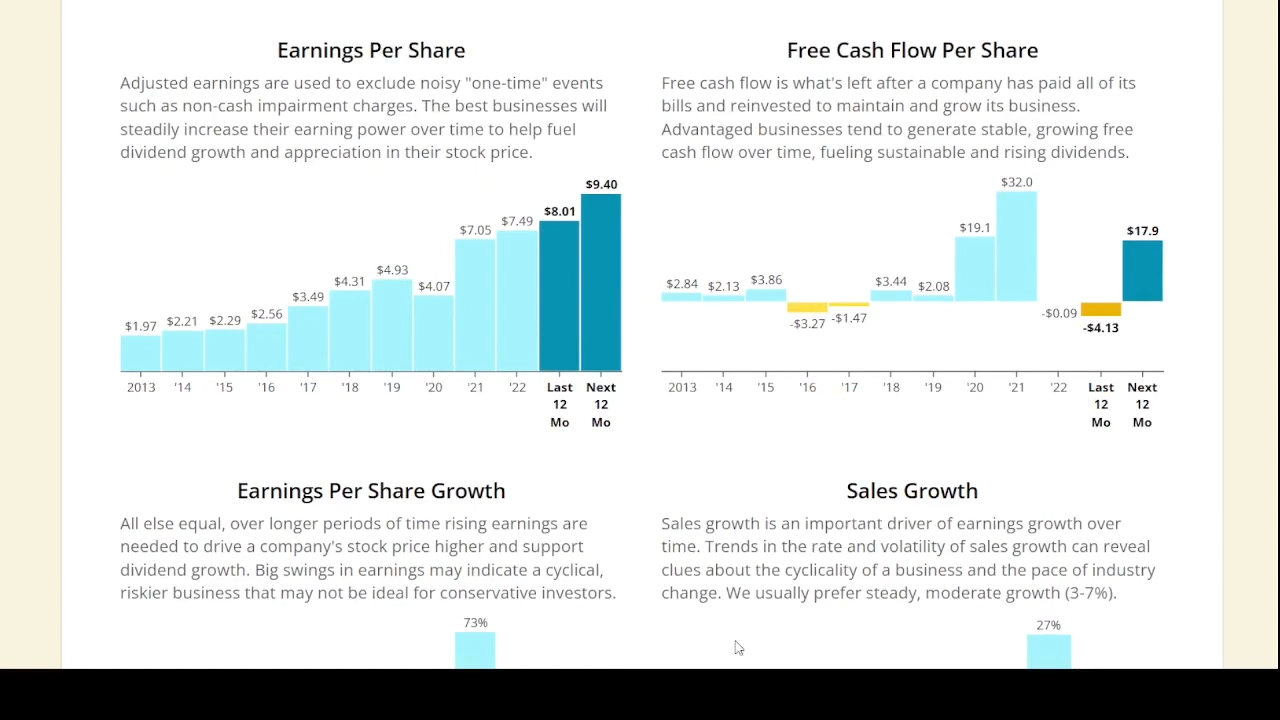 Earnings Per Share
Adjusted earnings are used to exclude noisy "one-time" events
such as non-cash impairment charges. The best businesses will
steadily increase their earning power over time to help fuel
dividend growth and appreciation in their stock price.
$1.97 $2.21 $2.29 $2.56 $3.49 $4.31 $4.93 $4.07 $7.05 $7.49 $8.01 $9.40
2013 '14 '15 '16 '17 '18 '19 '20 '21 '22 Last Next
12 12
Mo Mo
Free Cash Flow Per Share
Free cash flow is what's left after a company has paid all of its
bills and reinvested to maintain and grow its business.
Advantaged businesses tend to generate stable, growing free
cash flow over time, fueling sustainable and rising dividends.
$2.84 $2.13 $3.86 -$3.27 -$1.47 $3.44 $2.08 $19.1 $32.0 -$0.09 -$4.13 $17.9
2013 '14 '15 '16 '17 '18 '19 '20 '21 '22 Last Next
12 12
Mo Mo
Earnings Per Share Growth
All else equal, over longer periods of time rising earnings are
needed to drive a company's stock price higher and support
dividend growth. Big swings in earnings may indicate a cyclical,
riskier business that may not be ideal for conservative investors.
73%
Sales Growth
Sales growth is an important driver of earnings growth over
time. Trends in the rate and volatility of sales growth can reveal
clues about the cyclicality of a business and the pace of industry
change. We usually prefer steady, moderate growth (3-7%).
27%